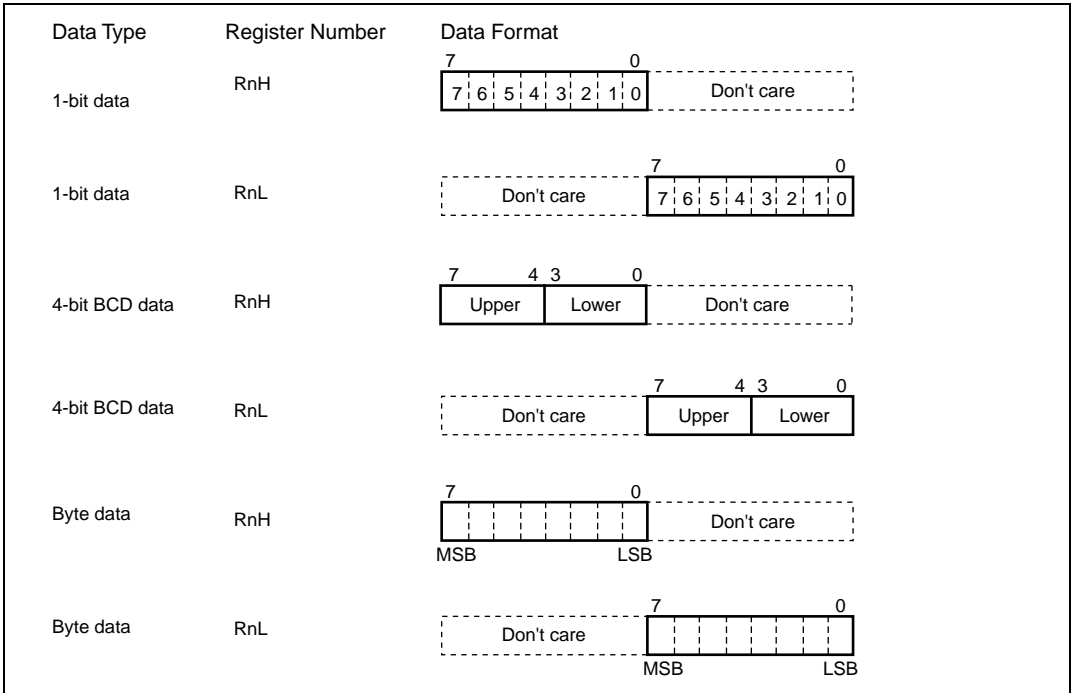 Data Type Register Number Data Format
7 0
1-bit data RnH 7 6 5 4 3 2 1 0 Don't care
7 0
1-bit data RnL Don't care 7 6 5 4 3 2 1 0
7 4 3 0
4-bit BCD data RnH Upper Lower Don't care
7 4 3 0
4-bit BCD data RnL Don't care Upper Lower
7 0
Byte data RnH Don't care
MSB LSB
7 0
Byte data RnL Don't care
MSB LSB